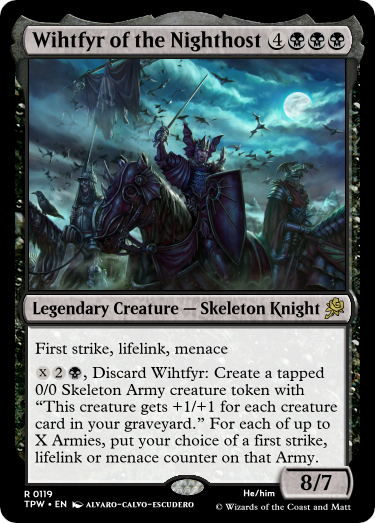 Wihtfyr of the Nighthost 4
Legendary Creature — Skeleton Knight
First strike, lifelink, menace
X 2, Discard Wihtfyr: Create a tapped
0/0 Skeleton Army creature token with
“This creature gets +1/+1 for each creature
card in your graveyard.” For each of up to
X Armies, put your choice of a first strike,
lifelink or menace counter on that Army.
8/7
R 0119 He/him
TPW • EN ALVARO-CALVO-ESCUDERO © Wizards of the Coast and Matt